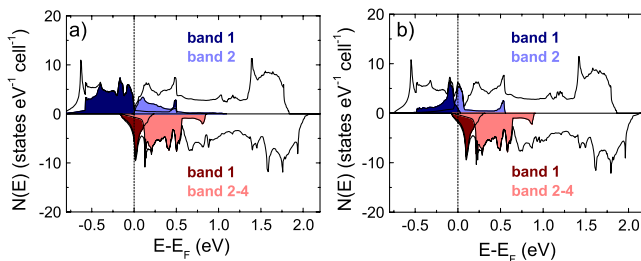 a)
band 1
band 2
band 1
band 2-4
N(E) (states eV⁻¹ cell⁻¹)
20
10
0
-10
-20
-0.5 0.0 0.5 1.0 1.5 2.0
E-E_F (eV)
b)
band 1
band 2
band 1
band 2-4
N(E) (states eV⁻¹ cell⁻¹)
20
10
0
-10
-20
-0.5 0.0 0.5 1.0 1.5 2.0
E-E_F (eV)